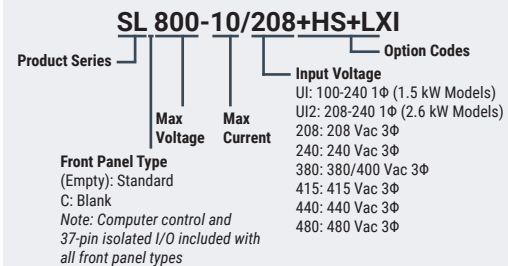 SL 800-10/208+HS+LXI
Product Series
Option Codes
Max
Voltage
Max
Current
Input Voltage
UI: 100-240 1Φ (1.5 kW Models)
UI2: 208-240 1Φ (2.6 kW Models)
208: 208 Vac 3Φ
240: 240 Vac 3Φ
380: 380/400 Vac 3Φ
415: 415 Vac 3Φ
440: 440 Vac 3Φ
480: 480 Vac 3Φ
Front Panel Type
(Empty): Standard
C: Blank
Note: Computer control and
37-pin isolated I/O included with
all front panel types